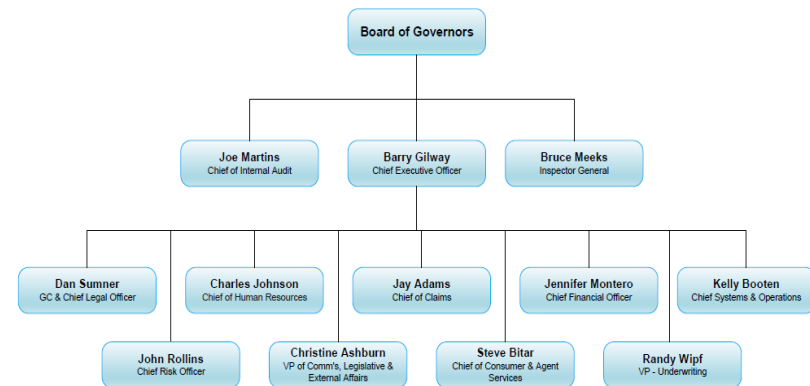 Board of Governors
Joe Martins
Chief of Internal Audit
Barry Gilway
Chief Executive Officer
Bruce Meeks
Inspector General
Dan Sumner
GC & Chief Legal Officer
Charles Johnson
Chief of Human Resources
Jay Adams
Chief of Claims
Jennifer Montero
Chief Financial Officer
Kelly Booten
Chief Systems & Operations
John Rollins
Chief Risk Officer
Christine Ashburn
VP of Comm's, Legislative &
External Affairs
Steve Bitar
Chief of Consumer & Agent
Services
Randy Wipf
VP - Underwriting